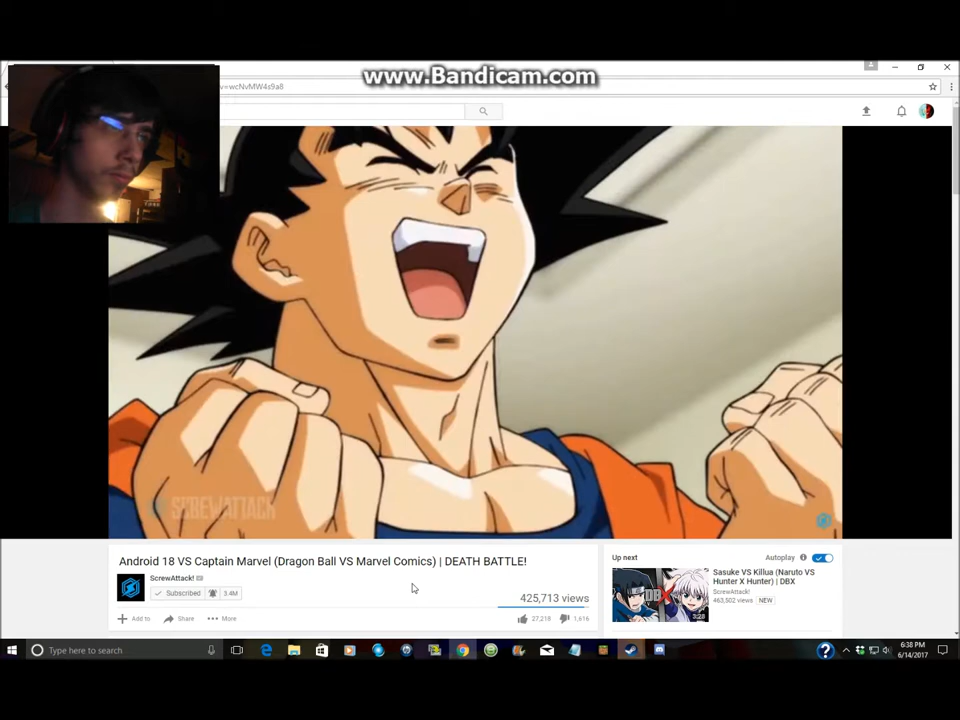 www.Bandicam.com
v=wcNvMW4s9a8
SCREWATTACK
Android 18 VS Captain Marvel (Dragon Ball VS Marvel Comics) | DEATH BATTLE!
ScrewAttack!
Subscribed 3.4M
425,713 views
Add to Share More
27,218 1,616
Up next Autoplay
DBX
3:28
Sasuke VS Killua (Naruto VS
Hunter X Hunter) | DBX
ScrewAttack!
463,502 views NEW
Type here to search
6:38 PM
6/14/2017